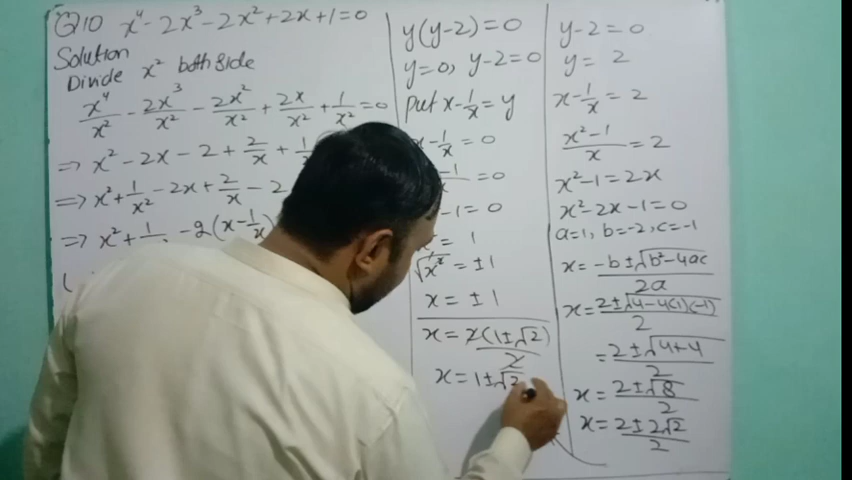 Q10 x⁴-2x³-2x²+2x+1=0
Solution
Divide x² both side
x⁴/x² - 2x³/x² - 2x²/x² + 2x/x² + 1/x² = 0
⇒ x²-2x-2+2/x+1/
⇒ x²+1/x²-2x+2/x-2
⇒ x²+1/ -2(x-1/x)
(
y(y-2)=0
y=0, y-2=0
Put x-1/x=y
x-1/x=0
-1/ =0
-1=0
x²=1
√x²=±1
x=±1
x=2(1±√2)/2
x=1±√2
y-2=0
y=2
x-1/x=2
x²-1/x=2
x²-1=2x
x²-2x-1=0
a=1, b=-2, c=-1
x=-b±√b²-4ac/2a
x=2±√4-4(1)(-1)/2
=2±√4+4/2
x=2±√8/2
x=2±2√2/2